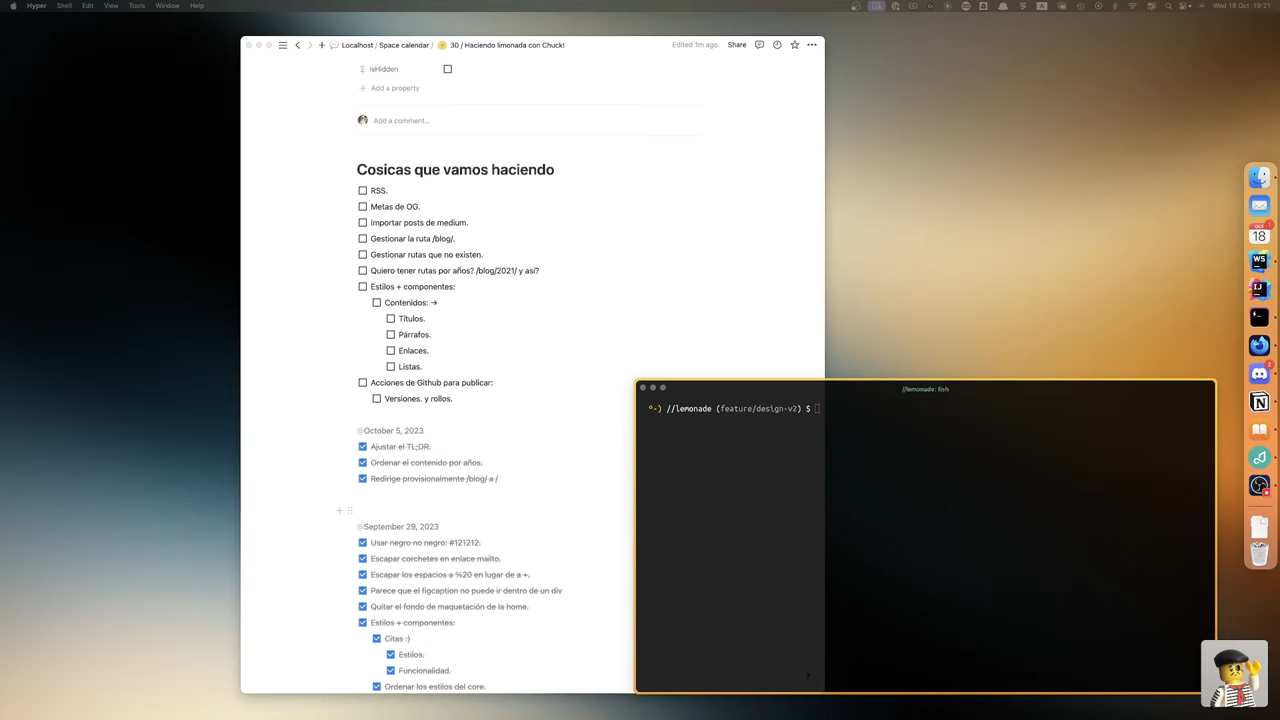 Hyper Shell Edit View Tools Window Help
Wed 18 Oct 19:21
Localhost / Space calendar / 30 / Haciendo limonada con Chuck!
Edited 1m ago Share
isHidden
Add a property
Add a comment...
Cosicas que vamos haciendo
RSS.
Metas de OG.
Importar posts de medium.
Gestionar la ruta /blog/.
Gestionar rutas que no existen.
Quiero tener rutas por años? /blog/2021/ y así?
Estilos + componentes:
Contenidos: →
Títulos.
Párrafos.
Enlaces.
Listas.
Acciones de Github para publicar:
Versiones. y rollos.
@October 5, 2023
Ajustar el TL;DR.
Ordenar el contenido por años.
Redirige provisionalmente /blog/ a /
@September 29, 2023
Usar negro no negro: #121212.
Escapar corchetes en enlace mailto.
Escapar los espacios a %20 en lugar de a +.
Parece que el figcaption no puede ir dentro de un div
Quitar el fondo de maquetación de la home.
Estilos + componentes:
Citas :)
Estilos.
Funcionalidad.
Ordenar los estilos del core.
//lemonade: fish
°-) //lemonade (feature/design-v2) $
?
OCT
18
WS
IJ